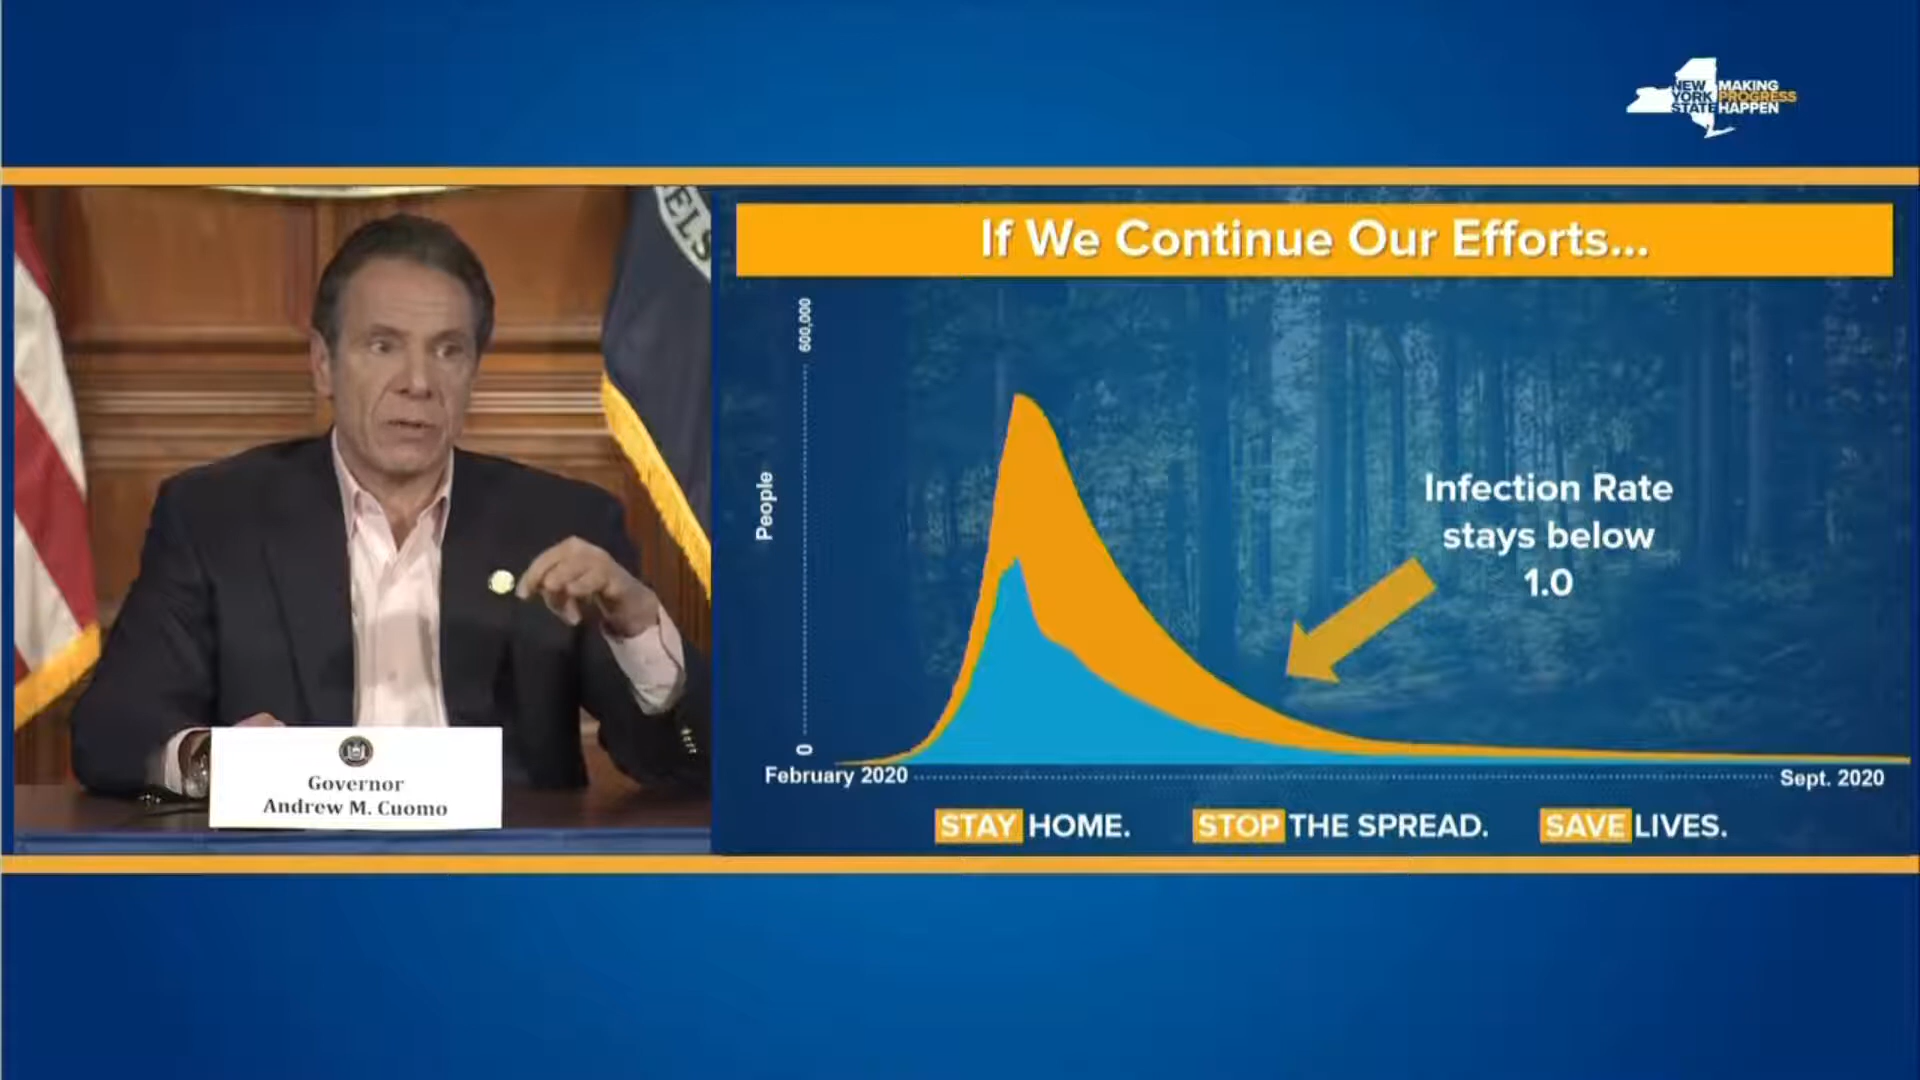 NEW
YORK
STATE
MAKING
PROGRESS
HAPPEN
ELS
If We Continue Our Efforts...
600,000
People
0
Infection Rate
stays below
1.0
February 2020
Sept. 2020
STAY HOME.
STOP THE SPREAD.
SAVE LIVES.
Governor
Andrew M. Cuomo